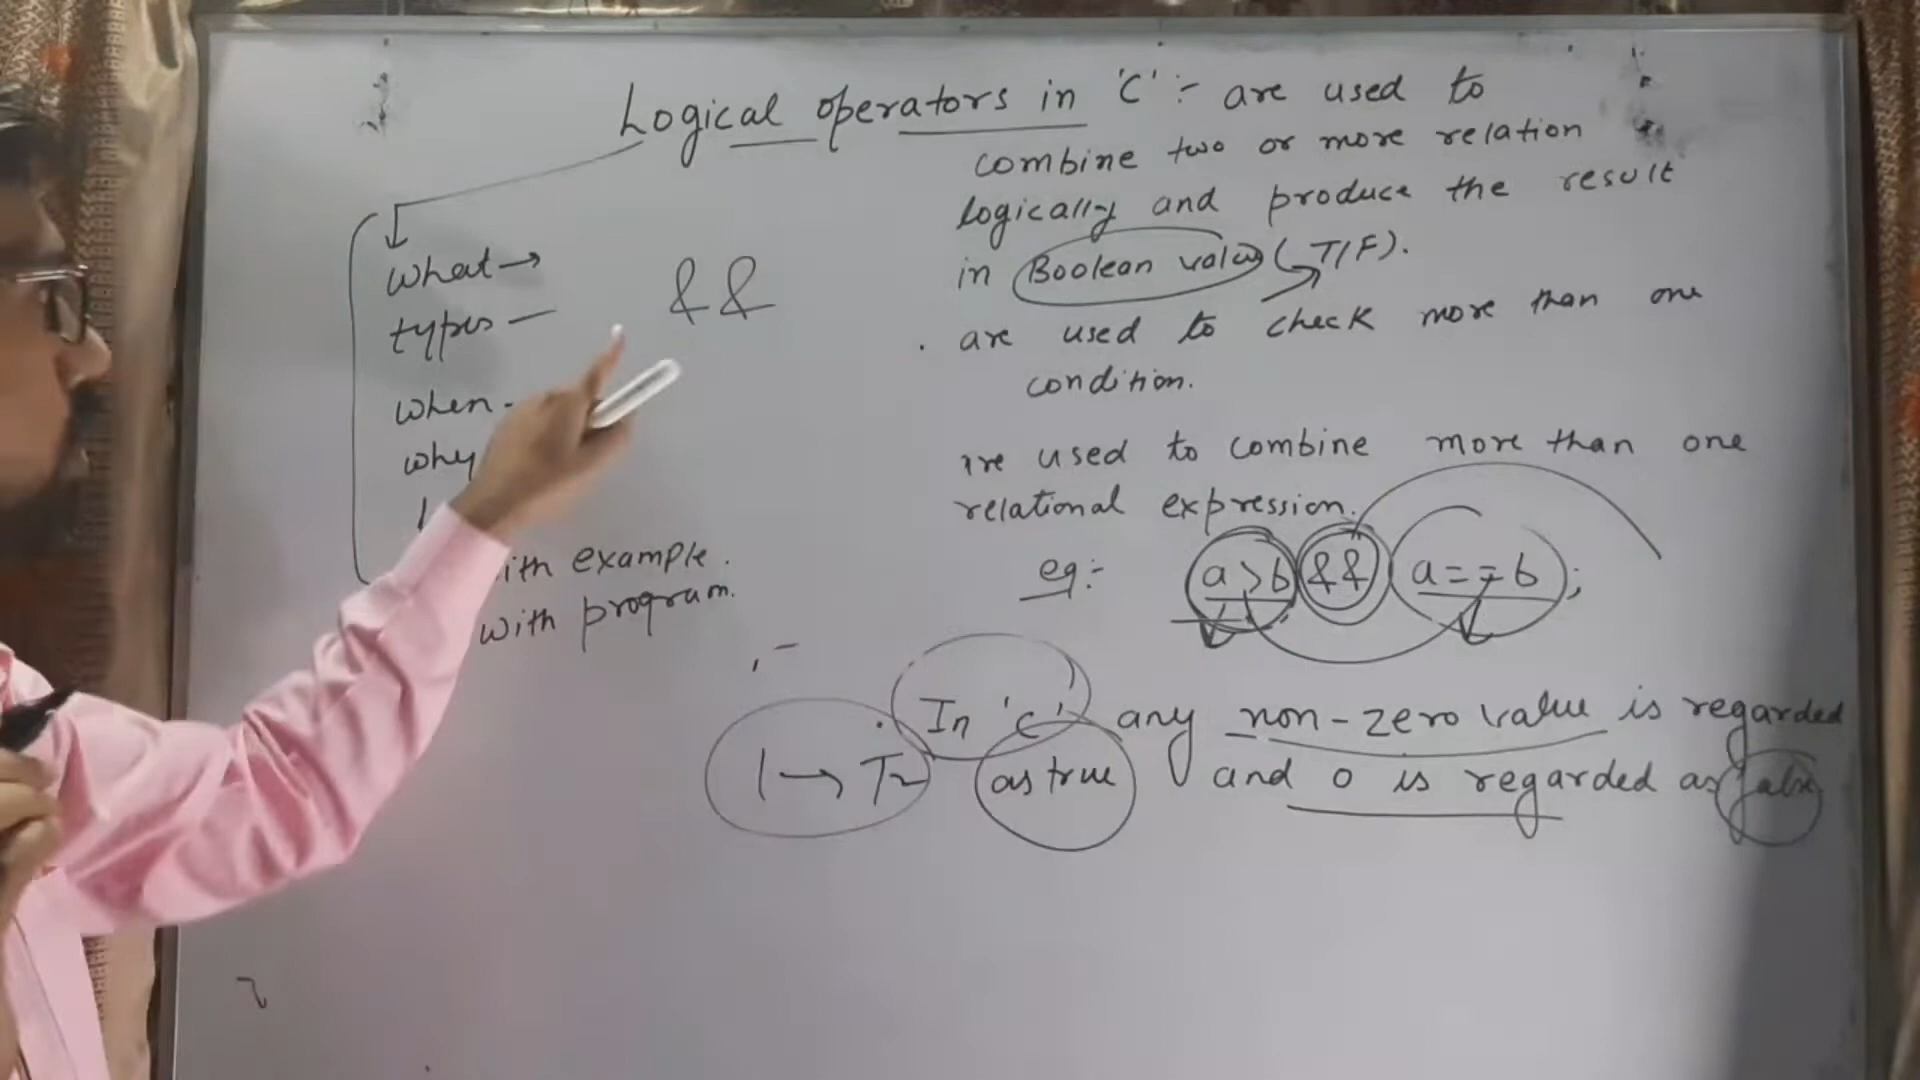 Logical operators in 'C' :- are used to
combine two or more relation
logically and produce the result
in Boolean value (T/F).
. are used to check more than one
condition.
are used to combine more than one
relational expression.
eg:- a>b && a==b;
. In 'C' any non-zero value is regarded
as true and 0 is regarded as false
1 → Tr
what →
types —
&&
when -
why
with example.
with program.